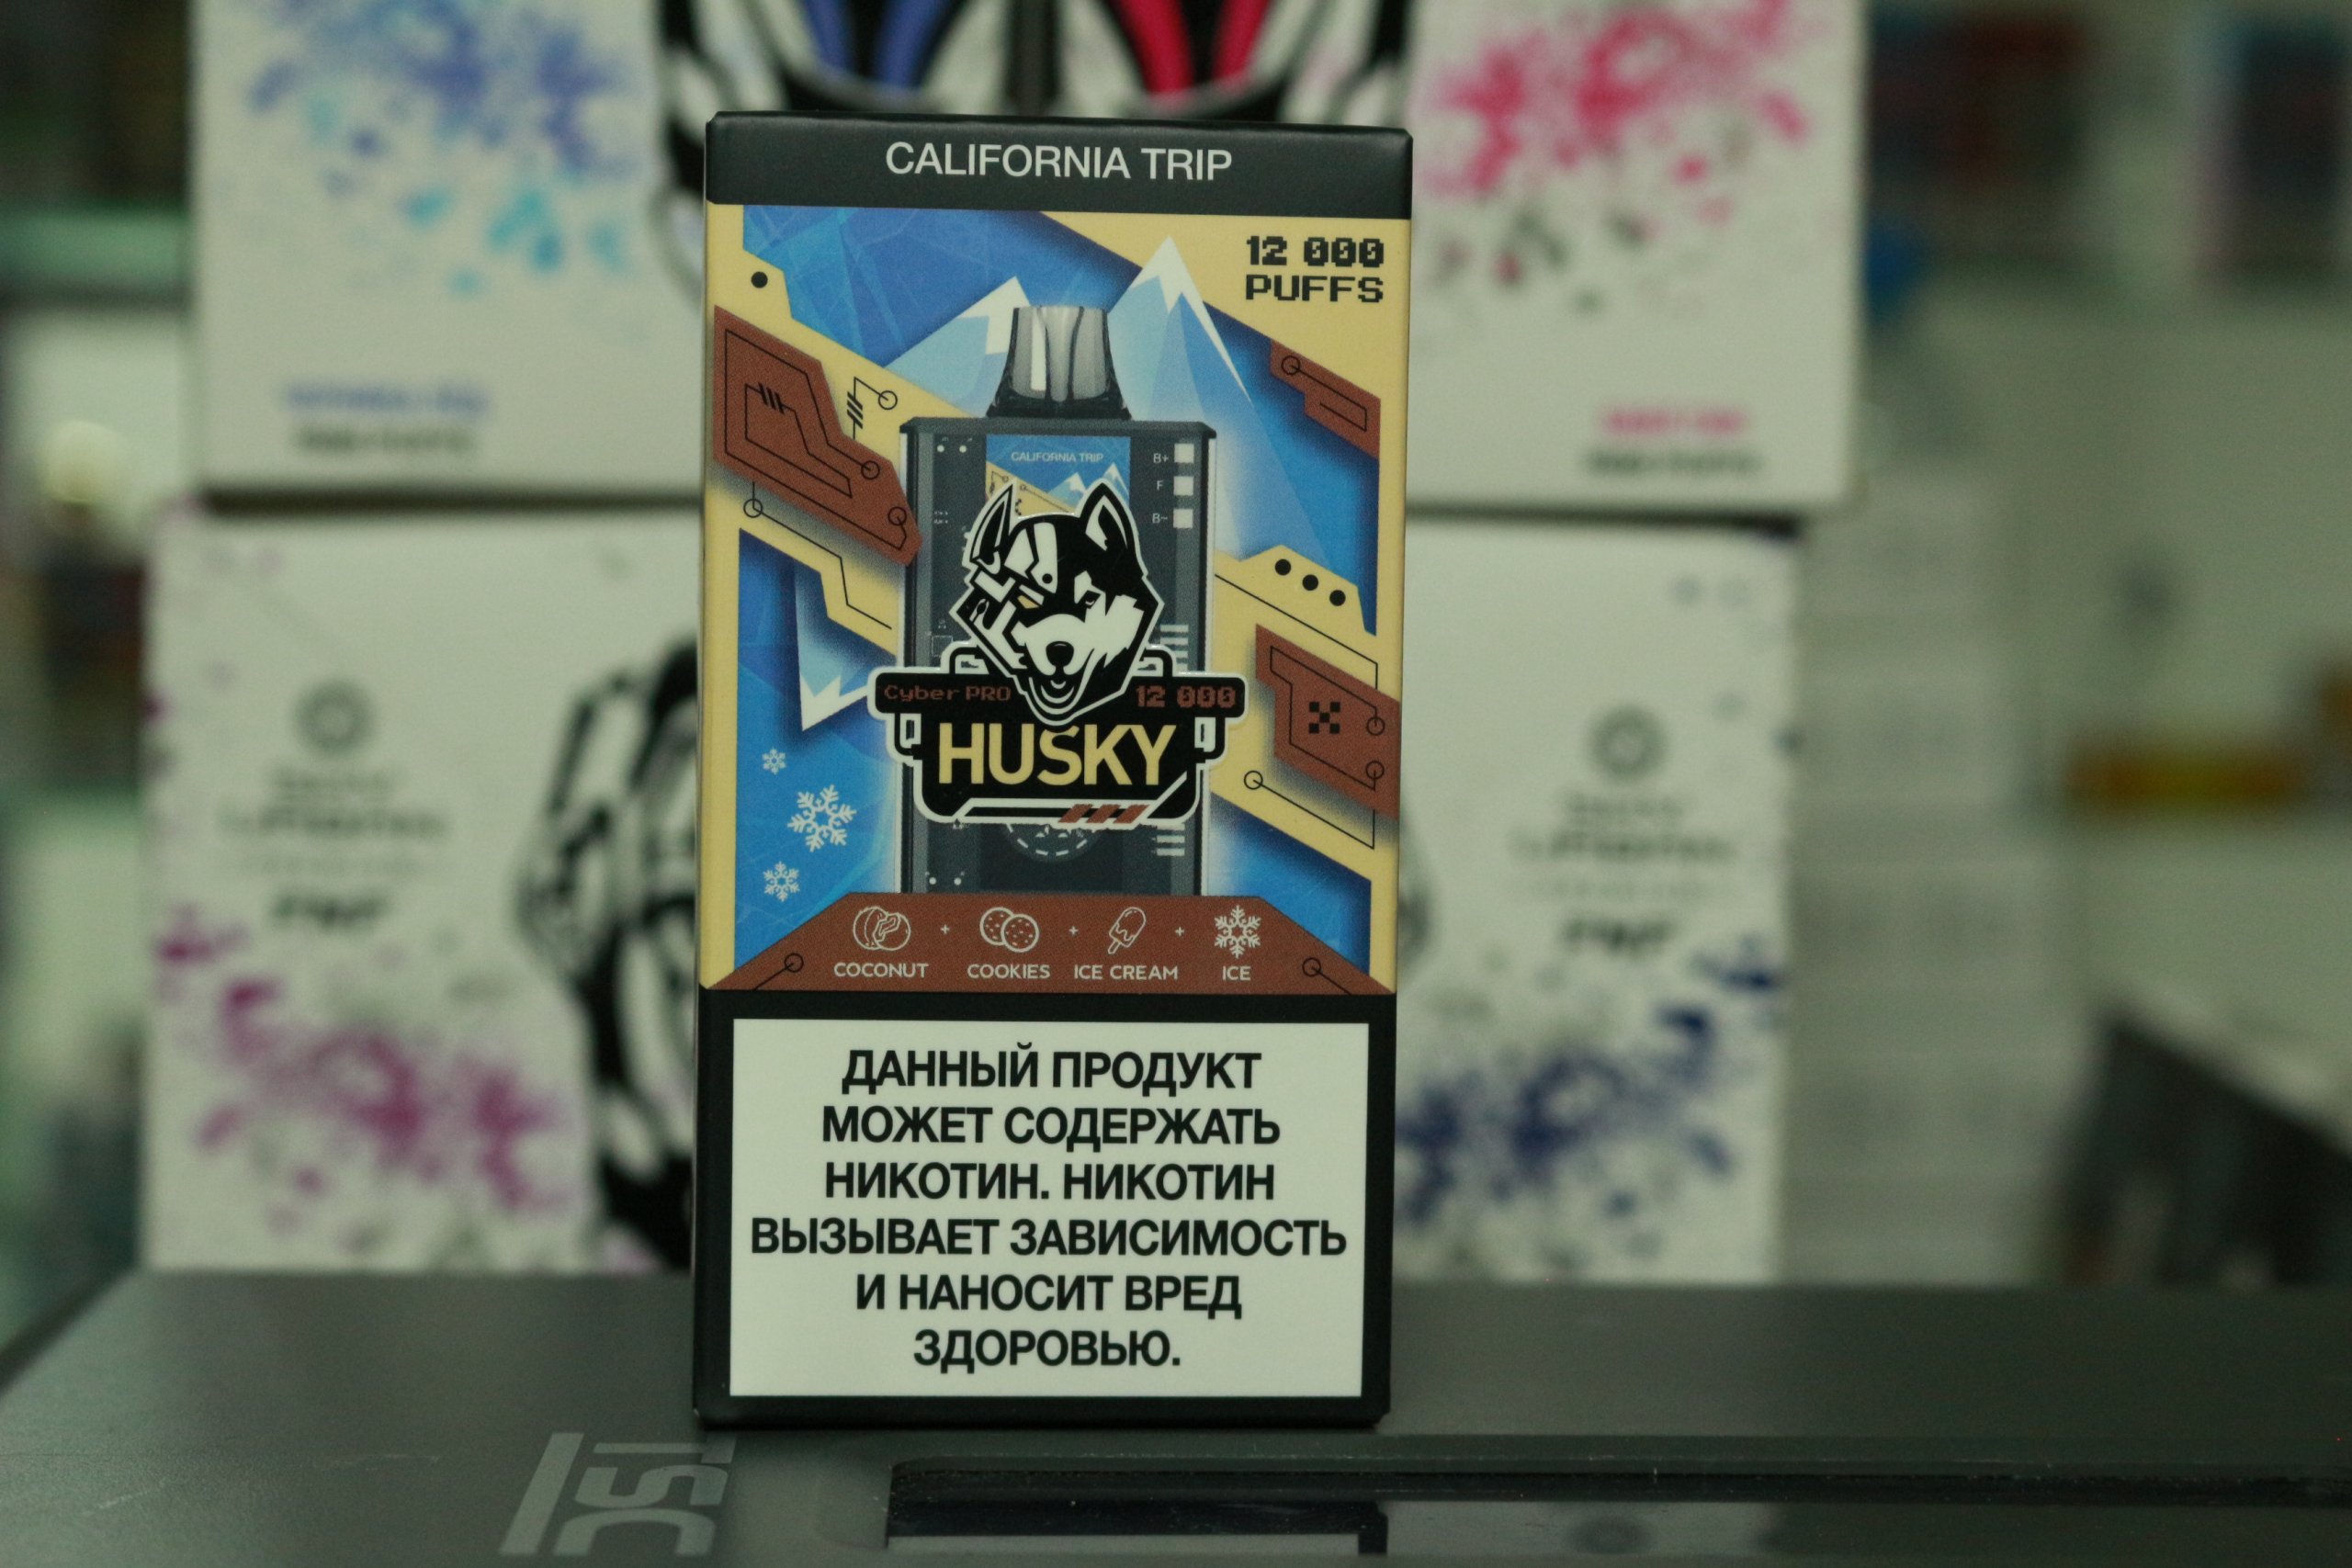 CALIFORNIA TRIP
12 000
PUFFS
CALIFORNIA TRIP
B+
F
B-
Cyber PRO 12 000
HUSKY
COCONUT + COOKIES + ICE CREAM + ICE
ДАННЫЙ ПРОДУКТ
МОЖЕТ СОДЕРЖАТЬ
НИКОТИН. НИКОТИН
ВЫЗЫВАЕТ ЗАВИСИМОСТЬ
И НАНОСИТ ВРЕД
ЗДОРОВЬЮ.